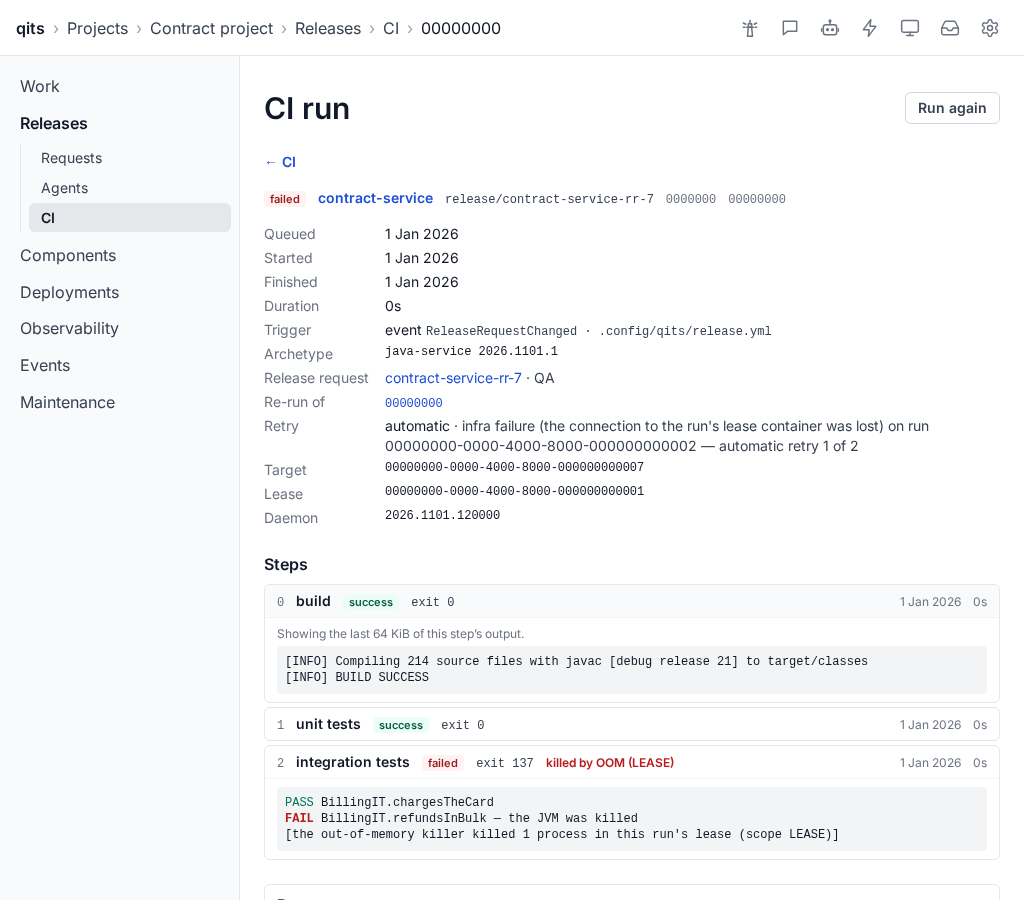 qits › Projects › Contract project › Releases › CI › 00000000
Work
Releases
Requests
Agents
CI
Components
Deployments
Observability
Events
Maintenance
CI run
Run again
← CI
failed contract-service release/contract-service-rr-7 0000000 00000000
Queued 1 Jan 2026
Started 1 Jan 2026
Finished 1 Jan 2026
Duration 0s
Trigger event ReleaseRequestChanged · .config/qits/release.yml
Archetype java-service 2026.1101.1
Release request contract-service-rr-7 · QA
Re-run of 00000000
Retry automatic · infra failure (the connection to the run's lease container was lost) on run
00000000-0000-4000-8000-000000000002 — automatic retry 1 of 2
Target 00000000-0000-4000-8000-000000000007
Lease 00000000-0000-4000-8000-000000000001
Daemon 2026.1101.120000
Steps
0 build success exit 0 1 Jan 2026 0s
Showing the last 64 KiB of this step’s output.
[INFO] Compiling 214 source files with javac [debug release 21] to target/classes
[INFO] BUILD SUCCESS
1 unit tests success exit 0 1 Jan 2026 0s
2 integration tests failed exit 137 killed by OOM (LEASE) 1 Jan 2026 0s
PASS BillingIT.chargesTheCard
FAIL BillingIT.refundsInBulk — the JVM was killed
[the out-of-memory killer killed 1 process in this run's lease (scope LEASE)]